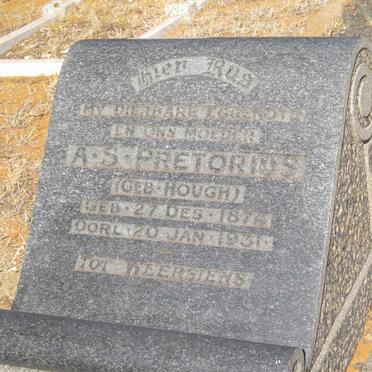 Hier Rus
MY DIERBARE EGGENOTE
EN ONS MOEDER
A.S. PRETORIUS
(GEB. HOUGH)
GEB. 27 DES. 1874
OORL. 20 JAN. 1931.
TOT WEERSIENS